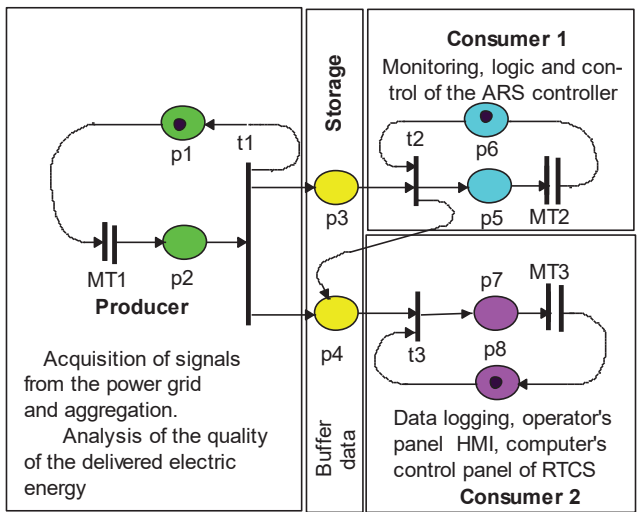 p1
t1
MT1
p2
Producer
Acquisition of signals
from the power grid
and aggregation.
Analysis of the quality
of the delivered electric
energy
Storage
p3
p4
Buffer
data
Consumer 1
Monitoring, logic and con-
trol of the ARS controller
t2
p6
p5
MT2
p7
MT3
t3
p8
Data logging, operator's
panel HMI, computer's
control panel of RTCS
Consumer 2